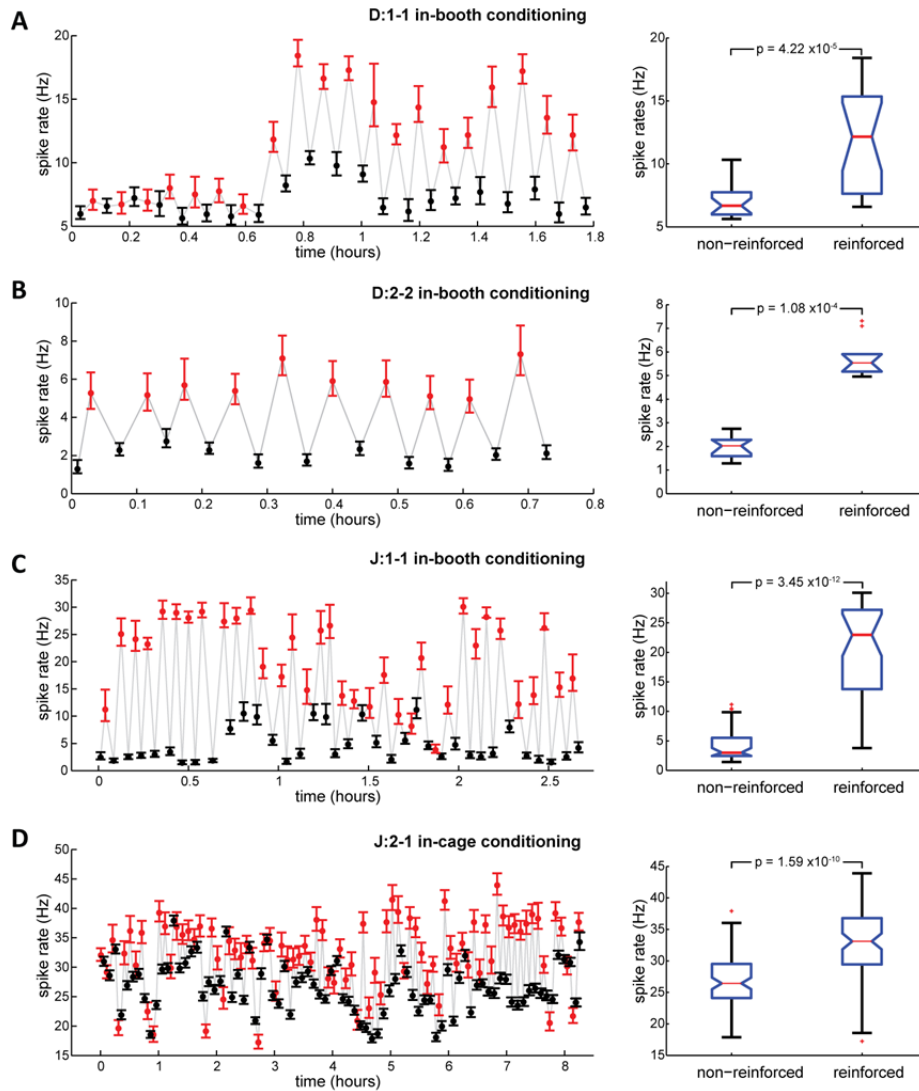 A
D:1-1 in-booth conditioning
spike rate (Hz)
20
15
10
5
0 0.2 0.4 0.6 0.8 1 1.2 1.4 1.6 1.8
time (hours)
spike rates (Hz)
20
15
10
5
p = 4.22 x10-5
non-reinforced reinforced
B
D:2-2 in-booth conditioning
spike rate (Hz)
10
8
6
4
2
0
0 0.1 0.2 0.3 0.4 0.5 0.6 0.7 0.8
time (hours)
spike rate (Hz)
8
7
6
5
4
3
2
1
0
p = 1.08 x10-4
non-reinforced reinforced
C
J:1-1 in-booth conditioning
spike rate (Hz)
35
30
25
20
15
10
5
0
0 0.5 1 1.5 2 2.5
time (hours)
spike rate (Hz)
30
25
20
15
10
5
0
p = 3.45 x10-12
non-reinforced reinforced
D
J:2-1 in-cage conditioning
spike rate (Hz)
50
45
40
35
30
25
20
15
0 1 2 3 4 5 6 7 8
time (hours)
spike rate (Hz)
45
40
35
30
25
20
15
p = 1.59 x10-10
non-reinforced reinforced